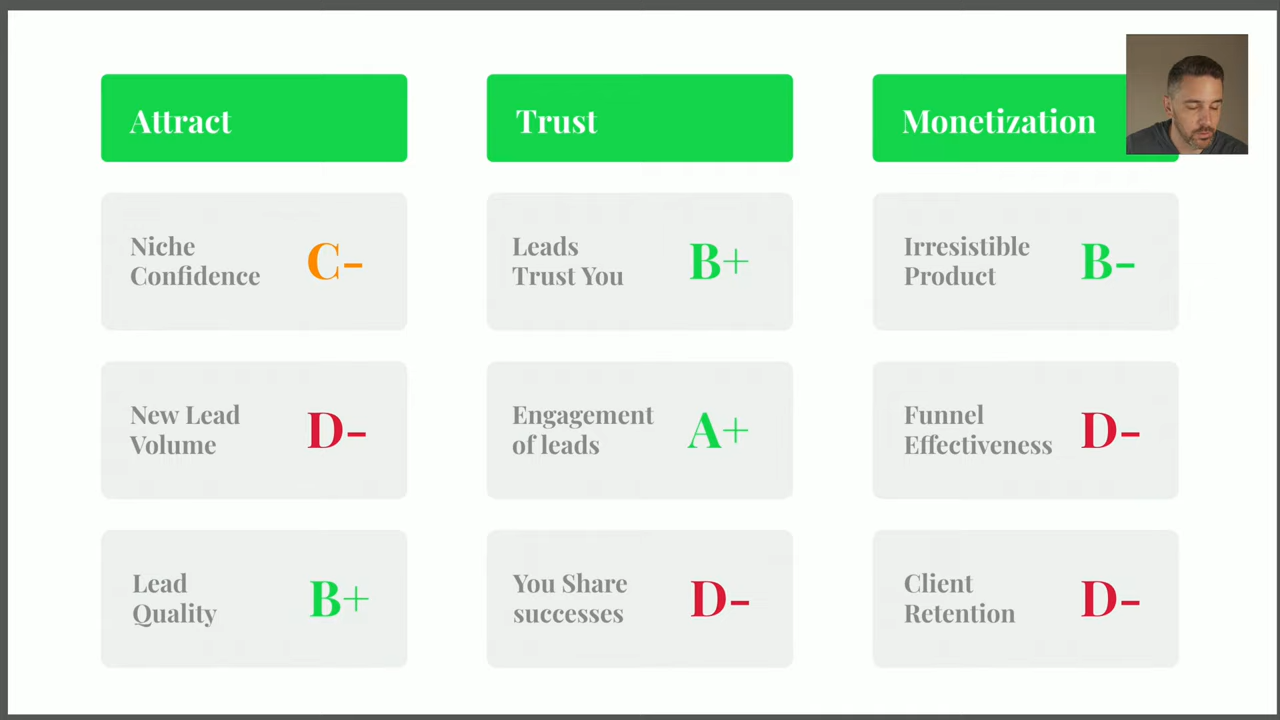 Attract
Trust
Monetization
Niche
Confidence
C-
Leads
Trust You
B+
Irresistible
Product
B-
New Lead
Volume
D-
Engagement
of leads
A+
Funnel
Effectiveness
D-
Lead
Quality
B+
You Share
successes
D-
Client
Retention
D-